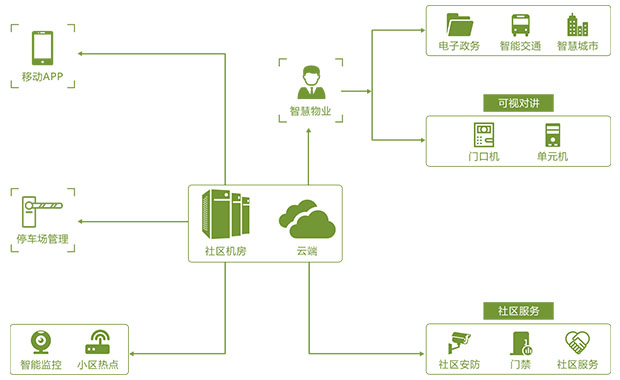 移动APP
智慧物业
电子政务
智能交通
智慧城市
可视对讲
门口机
单元机
停车场管理
社区机房
云端
智能监控
小区热点
社区服务
社区安防
门禁
社区服务